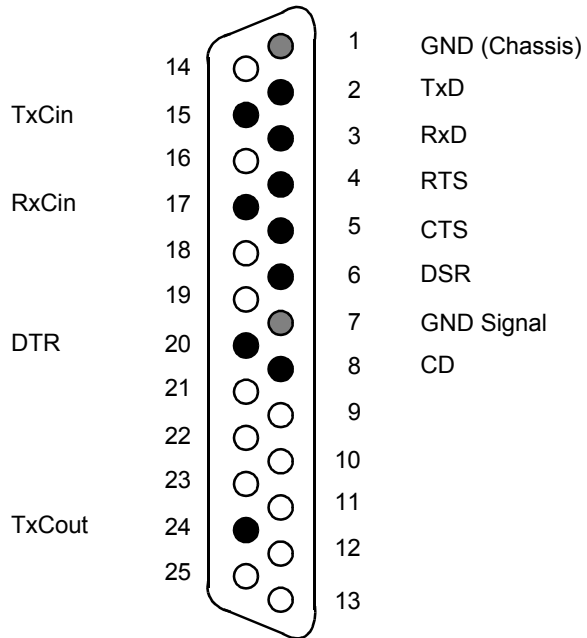 1 GND (Chassis)
14
2 TxD
TxCin 15
3 RxD
16
4 RTS
RxCin 17
5 CTS
18
6 DSR
19
7 GND Signal
DTR 20
8 CD
21
9
22
10
23
11
TxCout 24
12
25
13